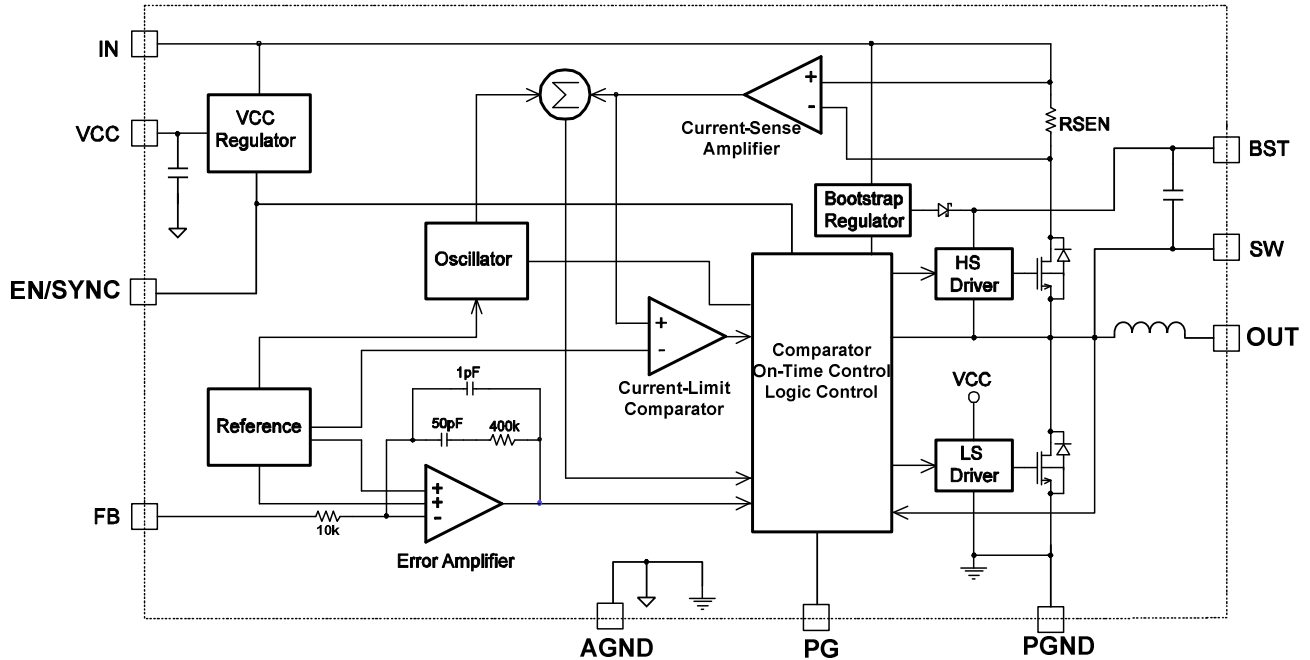 IN
VCC
Regulator
VCC
EN/SYNC
Σ
+
-
Current-Sense
Amplifier
RSEN
BST
Bootstrap
Regulator
SW
Oscillator
HS
Driver
+
-
Current-Limit
Comparator
Comparator
On-Time Control
Logic Control
OUT
VCC
1pF
50pF
400k
Reference
LS
Driver
FB
10k
+
+
-
Error Amplifier
AGND
PG
PGND